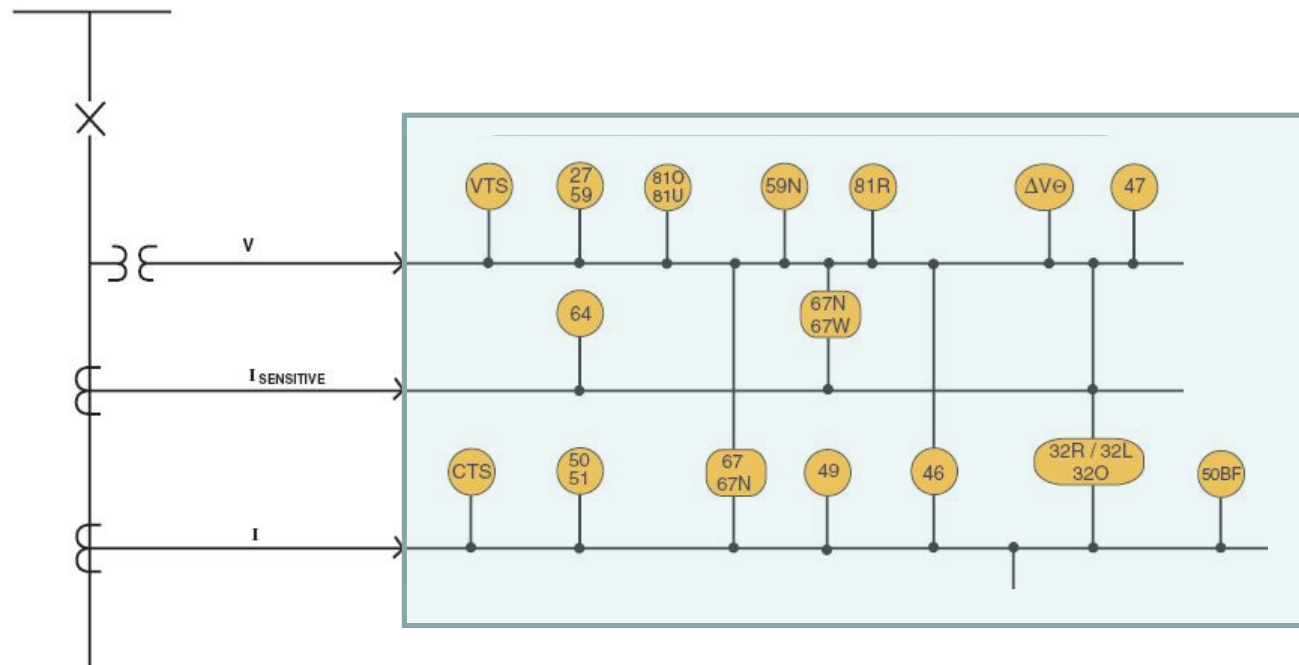 VTS
27
59
81O
81U
59N
81R
ΔVΘ
47
V
64
67N
67W
I SENSITIVE
CTS
50
51
67
67N
49
46
32R / 32L
32O
50BF
I